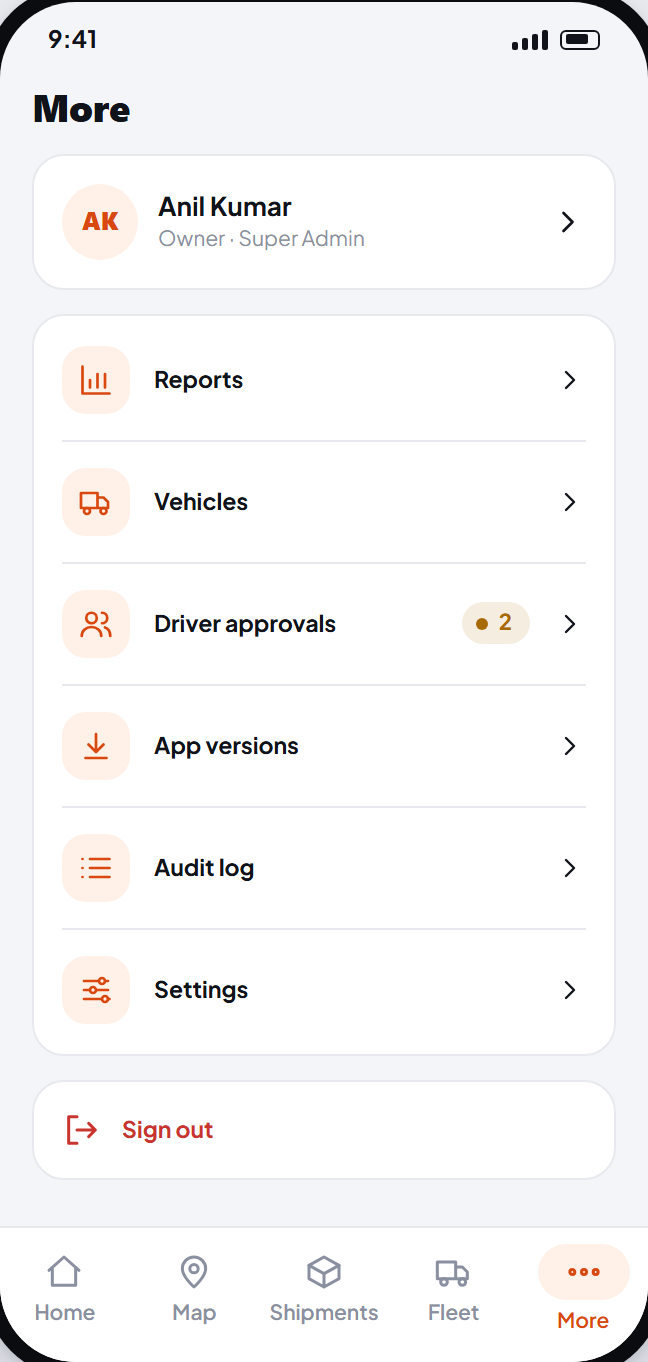 9:41
More
AK
Anil Kumar
Owner · Super Admin
Reports
Vehicles
Driver approvals
2
App versions
Audit log
Settings
Sign out
Home
Map
Shipments
Fleet
More